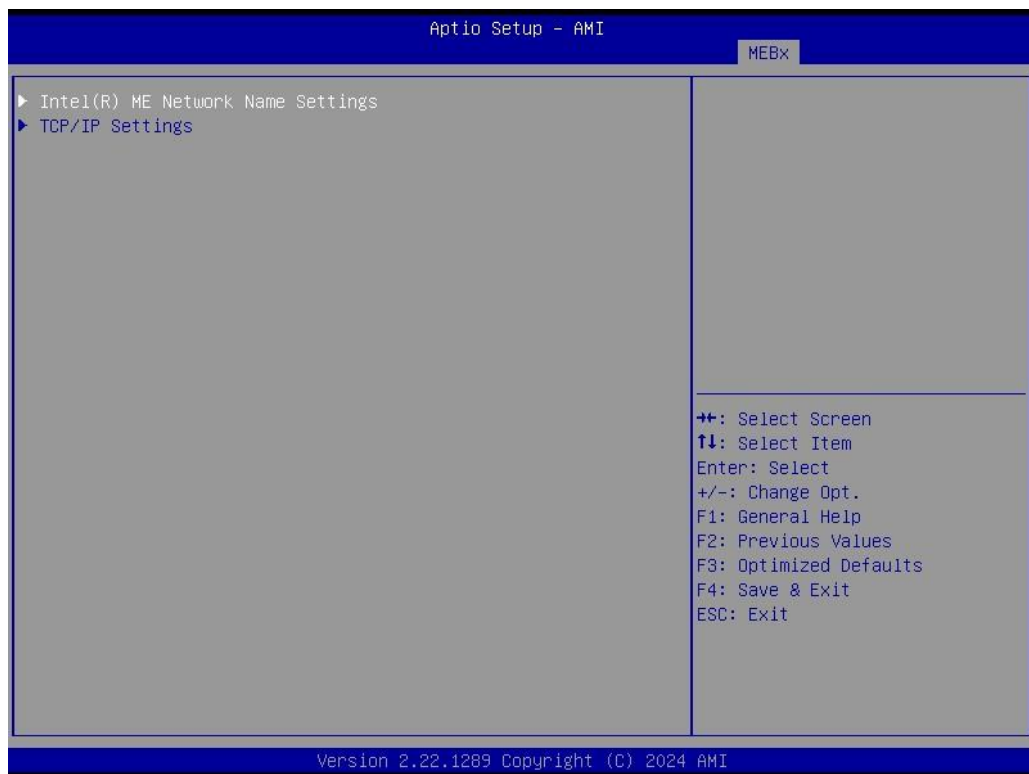 Aptio Setup - AMI
MEBx
▶ Intel(R) ME Network Name Settings
▶ TCP/IP Settings
→←: Select Screen
↑↓: Select Item
Enter: Select
+/-: Change Opt.
F1: General Help
F2: Previous Values
F3: Optimized Defaults
F4: Save & Exit
ESC: Exit
Version 2.22.1289 Copyright (C) 2024 AMI